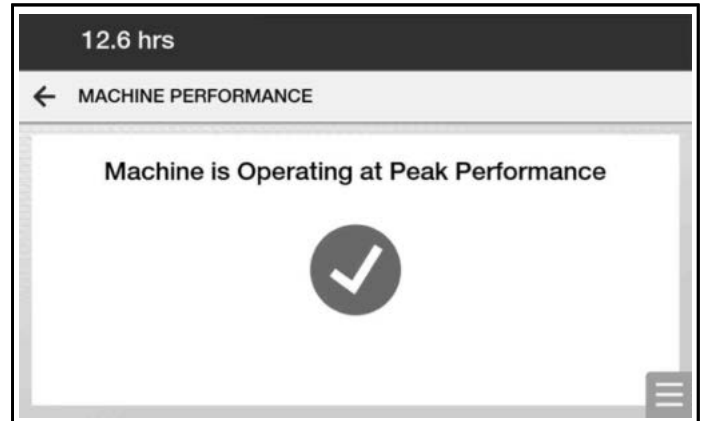 12.6 hrs
MACHINE PERFORMANCE
Machine is Operating at Peak Performance